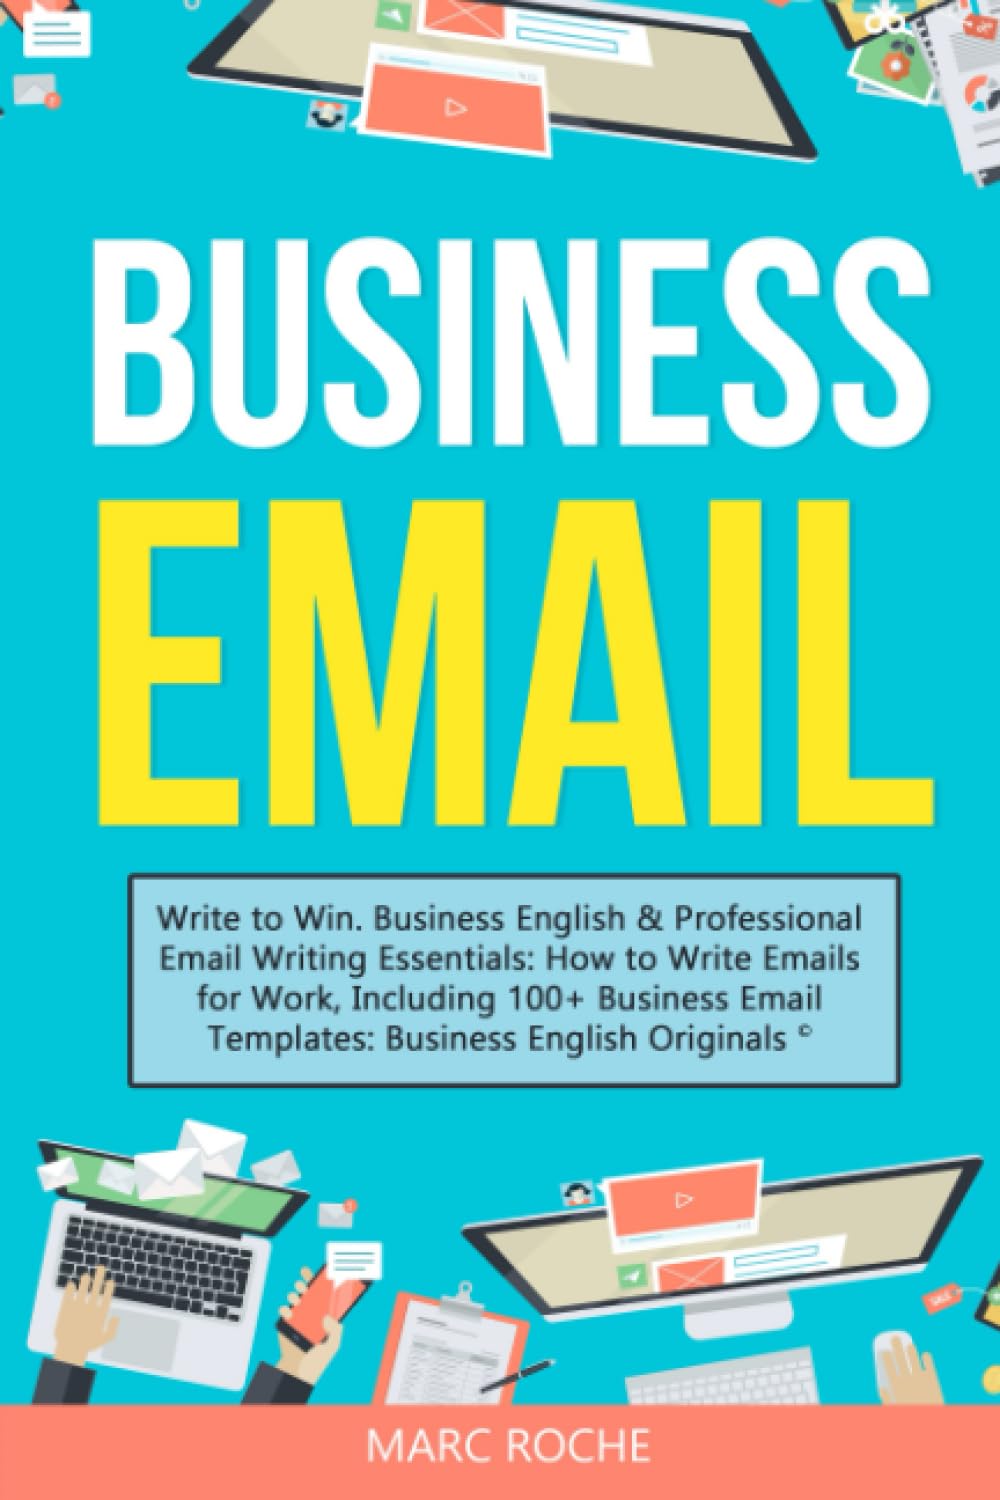 BUSINESS
EMAIL
Write to Win. Business English & Professional
Email Writing Essentials: How to Write Emails
for Work, Including 100+ Business Email
Templates: Business English Originals ©
SALE
MARC ROCHE